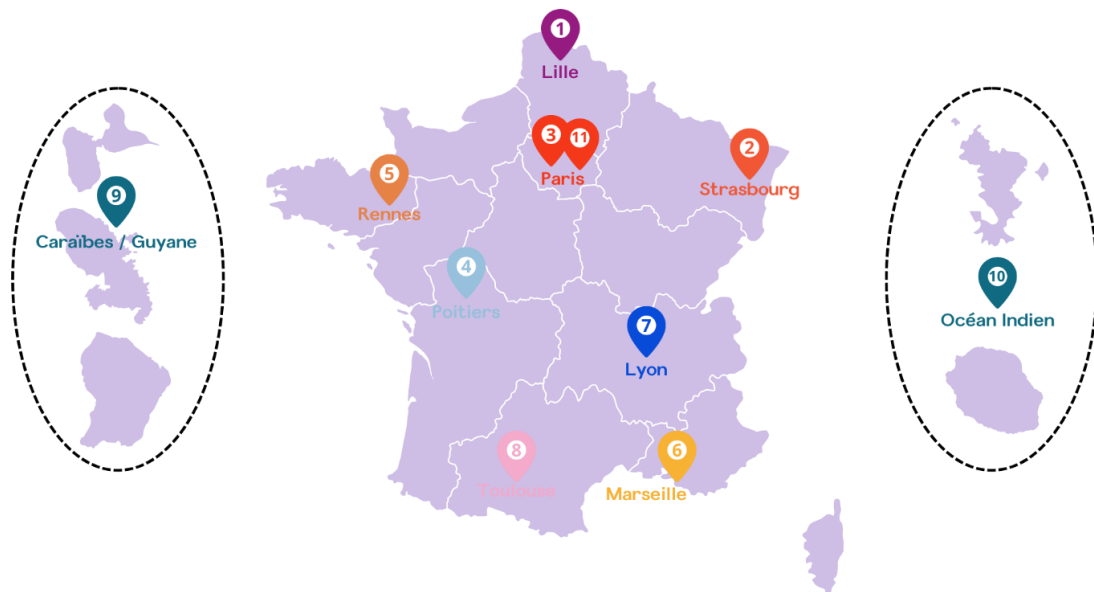 1
Lille
3
11
Paris
2
Strasbourg
5
Rennes
9
Caraïbes / Guyane
4
Poitiers
10
Océan Indien
7
Lyon
8
Toulouse
6
Marseille